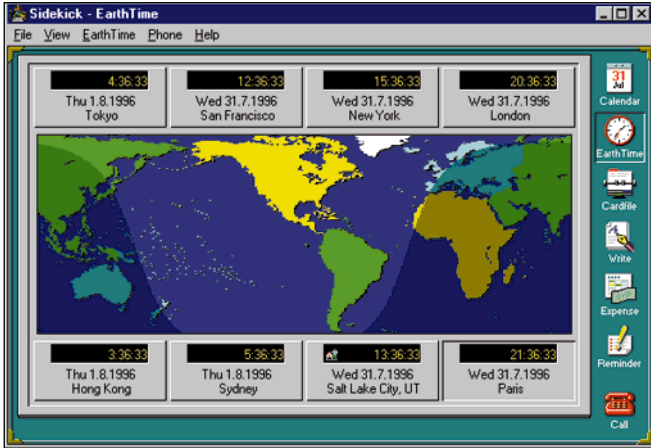 Sidekick - EarthTime
File View EarthTime Phone Help
4:36:33
Thu 1.8.1996
Tokyo
12:36:33
Wed 31.7.1996
San Francisco
15:36:33
Wed 31.7.1996
New York
20:36:33
Wed 31.7.1996
London
3:36:33
Thu 1.8.1996
Hong Kong
5:36:33
Thu 1.8.1996
Sydney
13:36:33
Wed 31.7.1996
Salt Lake City, UT
21:36:33
Wed 31.7.1996
Paris
31
Jul
Calendar
EarthTime
Cardfile
Write
Expense
Reminder
Call